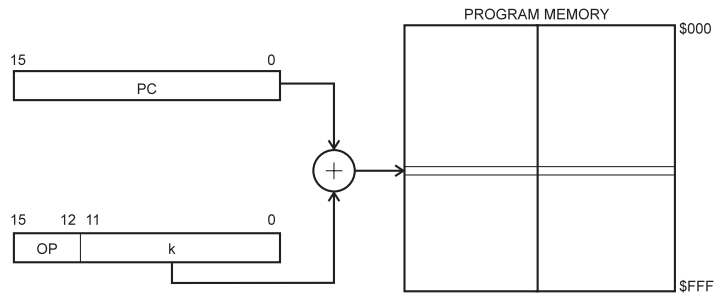 PROGRAM MEMORY
$000
15 0
PC
+
15 12 11 0
OP k
$FFF